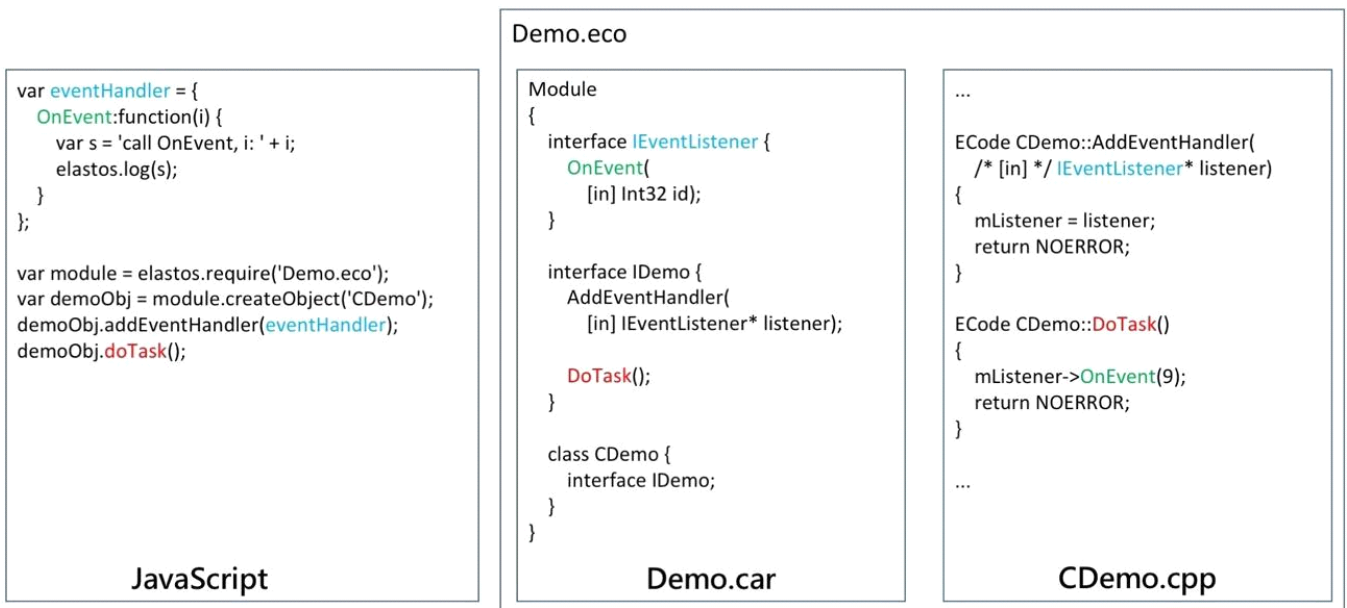 Demo.eco
var eventHandler = {
OnEvent:function(i) {
var s = 'call OnEvent, i: ' + i;
elastos.log(s);
}
};
var module = elastos.require('Demo.eco');
var demoObj = module.createObject('CDemo');
demoObj.addEventHandler(eventHandler);
demoObj.doTask();
JavaScript
Module
{
interface IEventListener {
OnEvent(
[in] Int32 id);
}
interface IDemo {
AddEventHandler(
[in] IEventListener* listener);
DoTask();
}
class CDemo {
interface IDemo;
}
}
Demo.car
...
ECode CDemo::AddEventHandler(
/* [in] */ IEventListener* listener)
{
mListener = listener;
return NOERROR;
}
ECode CDemo::DoTask()
{
mListener->OnEvent(9);
return NOERROR;
}
...
CDemo.cpp